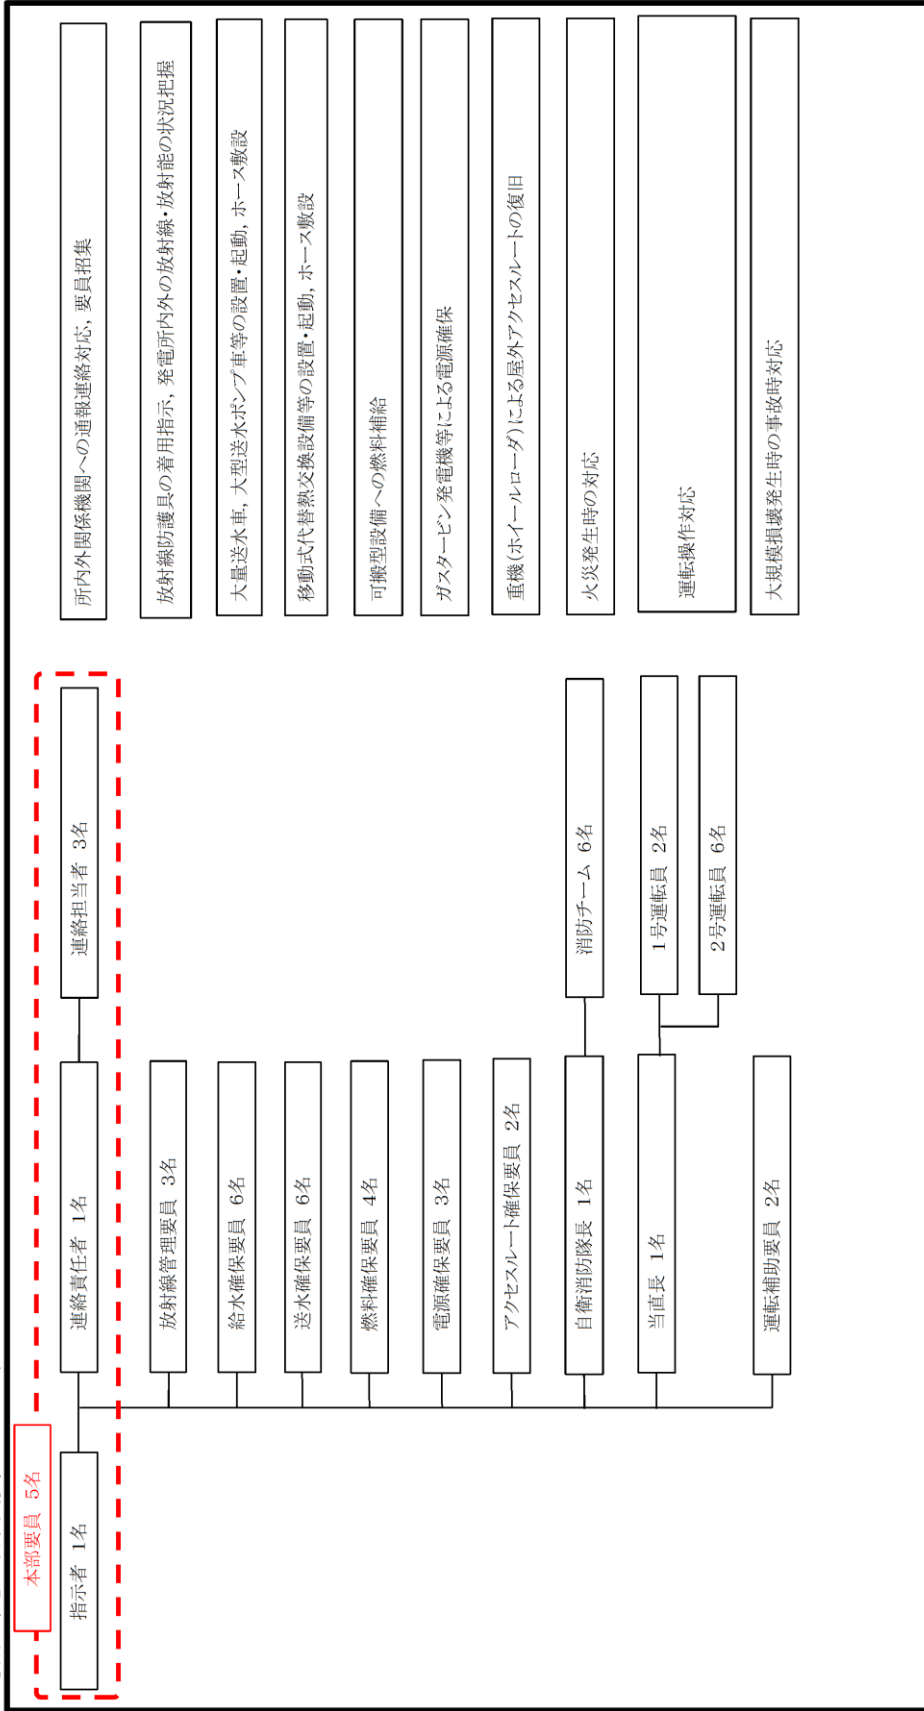 本部要員 5名
指示者 1名
連絡責任者 1名
連絡担当者 3名
所内外関係機関への通報連絡対応, 要員招集
放射線管理要員 3名
放射線防護具の着用指示, 発電所内外の放射線・放射能の状況把握
給水確保要員 6名
大量送水車, 大型送水ポンプ車等の設置・起動, ホース敷設
送水確保要員 6名
移動式代替熱交換設備等の設置・起動, ホース敷設
燃料確保要員 4名
可搬型設備への燃料補給
電源確保要員 3名
ガスタービン発電機等による電源確保
アクセスルート確保要員 2名
重機(ホイールローダ)による屋外アクセスルートの復旧
自衛消防隊長 1名
消防チーム 6名
火災発生時の対応
当直長 1名
1号運転員 2名
2号運転員 6名
運転操作対応
運転補助要員 2名
大規模損壊発生時の事故時対応